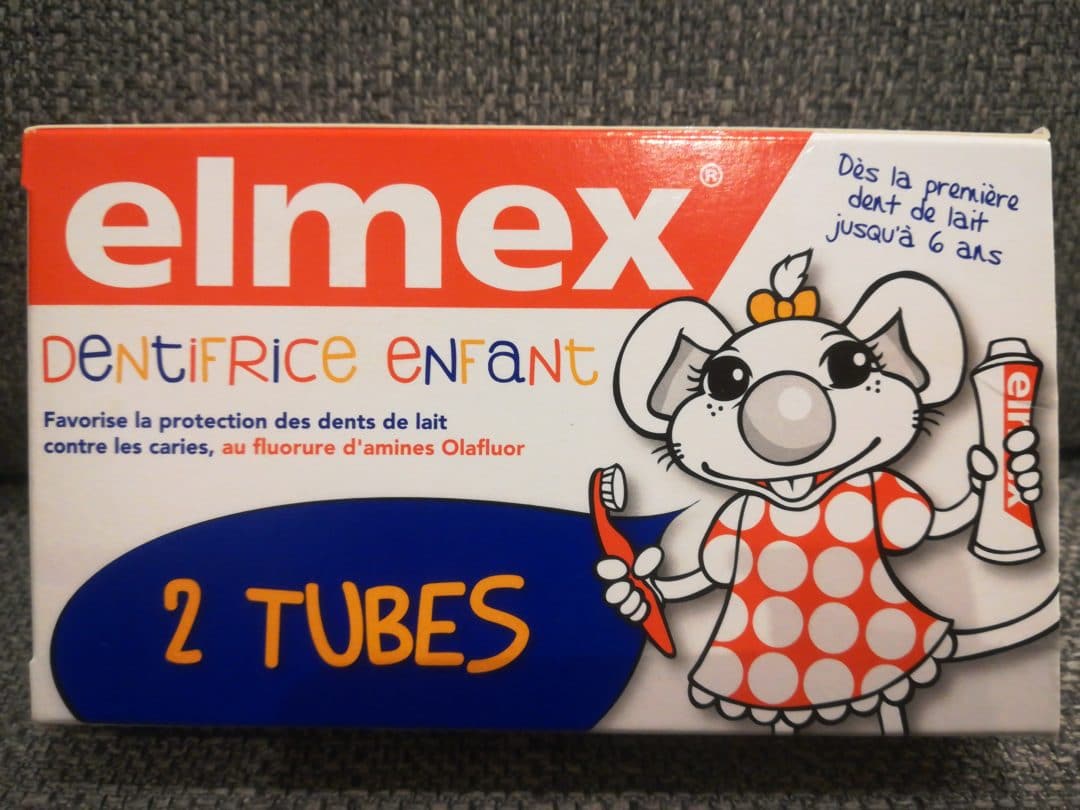 elmex®
Dès la première
dent de lait
jusqu'à 6 ans
DentiFRice enFant
Favorise la protection des dents de lait
contre les caries, au fluorure d'amines Olafluor
2 TUBES
elmex